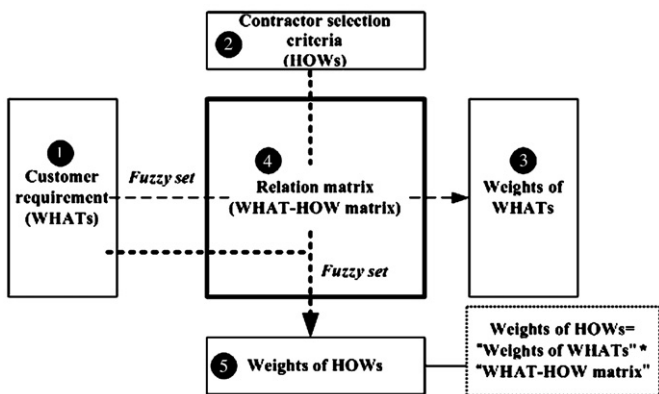 2
Contractor selection
criteria
(HOWs)
1
Customer
requirement
(WHATs)
Fuzzy set
4
Relation matrix
(WHAT-HOW matrix)
3
Weights of
WHATs
Fuzzy set
5 Weights of HOWs
Weights of HOWs=
"Weights of WHATs" *
"WHAT-HOW matrix"